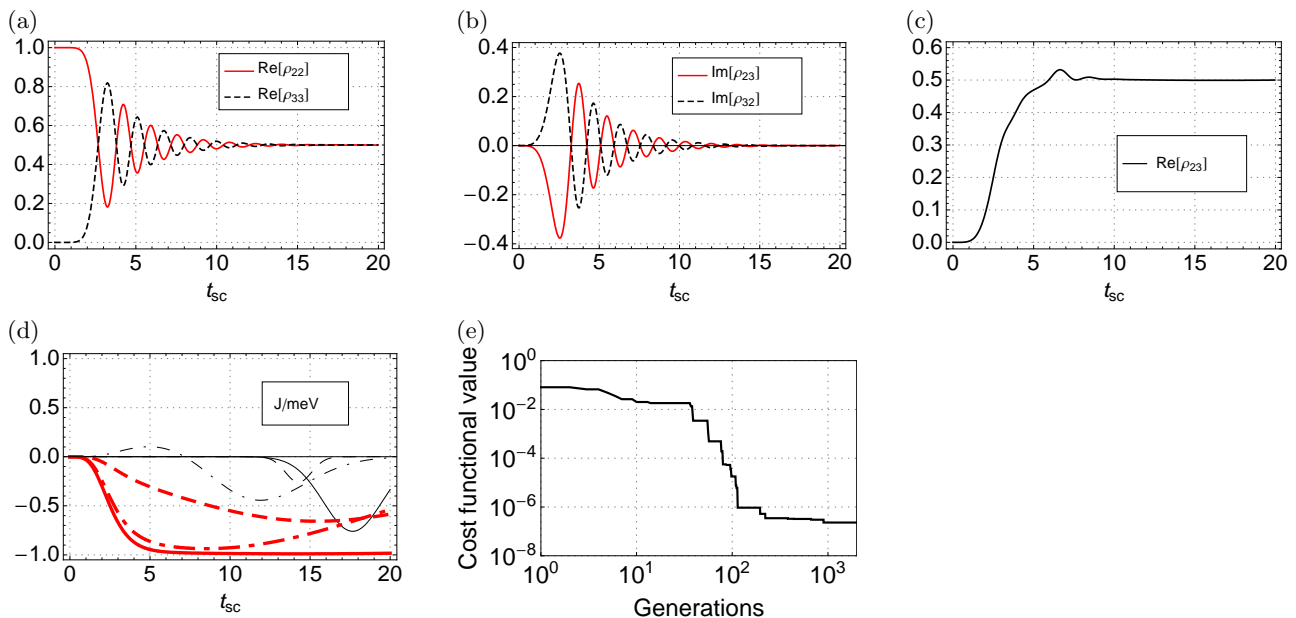 (a)
1.0
0.8
0.6
0.4
0.2
0.0
Re[ρ22]
Re[ρ33]
0 5 10 15 20
tsc
(b)
0.4
0.2
0.0
−0.2
−0.4
Im[ρ23]
Im[ρ32]
0 5 10 15 20
tsc
(c)
0.6
0.5
0.4
0.3
0.2
0.1
0.0
Re[ρ23]
0 5 10 15 20
tsc
(d)
1.0
0.5
0.0
−0.5
−1.0
J/meV
0 5 10 15 20
tsc
(e)
Cost functional value
10^0
10^−2
10^−4
10^−6
10^−8
10^0 10^1 10^2 10^3
Generations